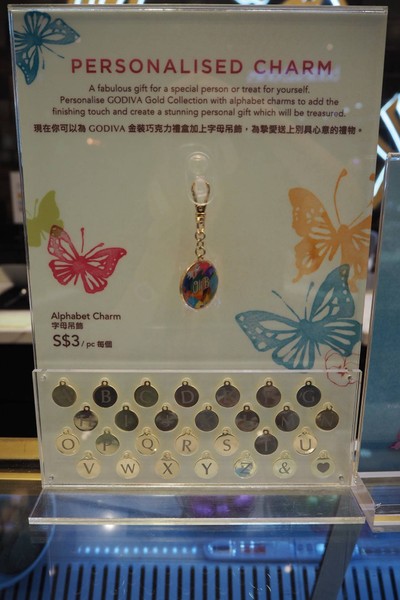 PERSONALISED CHARM
A fabulous gift for a special person or treat for yourself.
Personalise GODIVA Gold Collection with alphabet charms to add the
finishing touch and create a stunning personal gift which will be treasured.
現在你可以為 GODIVA 金裝巧克力禮盒加上字母吊飾，為摯愛送上別具心意的禮物。
Alphabet Charm
字母吊飾
S$3 / pc 每個
B C D G
O P Q R S U
V W X Y Z & ♥